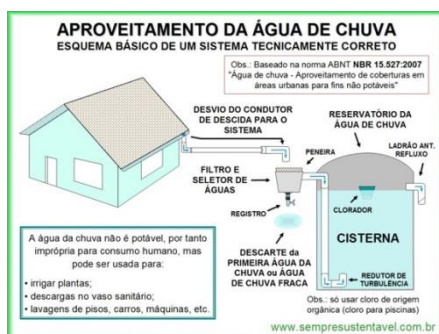 APROVEITAMENTO DA ÁGUA DE CHUVA
ESQUEMA BÁSICO DE UM SISTEMA TECNICAMENTE CORRETO
Obs.: Baseado na norma ABNT NBR 15.527:2007
"Água de chuva - Aproveitamento de coberturas em
áreas urbanas para fins não potáveis"
DESVIO DO CONDUTOR
DE DESCIDA PARA O
SISTEMA
RESERVATÓRIO DA
ÁGUA DE CHUVA
PENEIRA
LADRÃO ANT.
REFLUXO
FILTRO E
SELETOR DE
ÁGUAS
REGISTRO
CLORADOR
CISTERNA
DESCARTE da
PRIMEIRA ÁGUA DA
CHUVA ou ÁGUA
DE CHUVA FRACA
REDUTOR DE
TURBULÊNCIA
A água da chuva não é potável, por tanto
imprópria para consumo humano, mas
pode ser usada para:
• irrigar plantas;
• descargas no vaso sanitário;
• lavagens de pisos, carros, máquinas, etc.
Obs.: só usar cloro de origem
orgânica (cloro para piscinas)
www.sempresustentavel.com.br